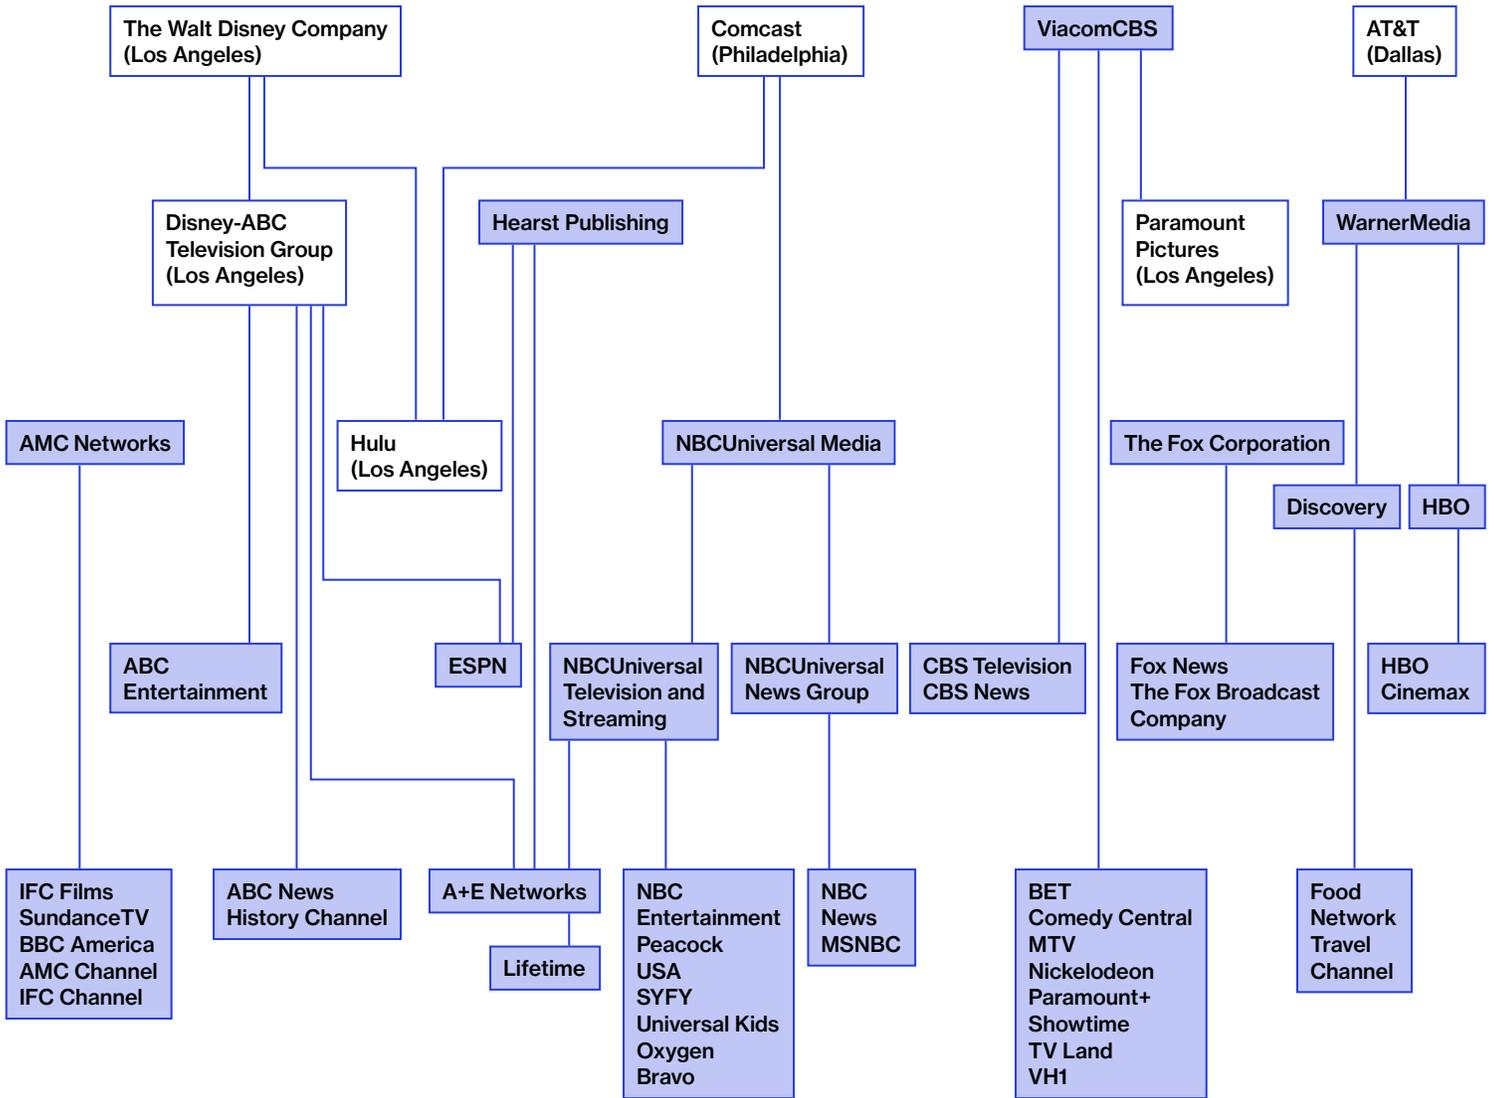 The Walt Disney Company
(Los Angeles)
Comcast
(Philadelphia)
ViacomCBS
AT&T
(Dallas)
Disney-ABC
Television Group
(Los Angeles)
Hearst Publishing
Paramount
Pictures
(Los Angeles)
WarnerMedia
AMC Networks
Hulu
(Los Angeles)
NBCUniversal Media
The Fox Corporation
Discovery
HBO
ABC
Entertainment
ESPN
NBCUniversal
Television and
Streaming
NBCUniversal
News Group
CBS Television
CBS News
Fox News
The Fox Broadcast
Company
HBO
Cinemax
IFC Films
SundanceTV
BBC America
AMC Channel
IFC Channel
ABC News
History Channel
A+E Networks
Lifetime
NBC
Entertainment
Peacock
USA
SYFY
Universal Kids
Oxygen
Bravo
NBC
News
MSNBC
BET
Comedy Central
MTV
Nickelodeon
Paramount+
Showtime
TV Land
VH1
Food
Network
Travel
Channel